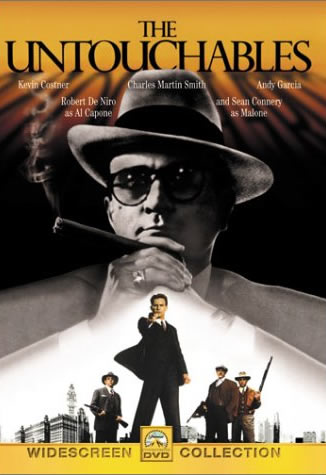 THE
UNTOUCHABLES
Kevin Costner Charles Martin Smith Andy Garcia
Robert De Niro and Sean Connery
as Al Capone as Malone
WIDESCREEN DVD COLLECTION